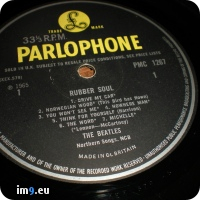 TRADE MARK
33⅓ R.P.M.
PARLOPHONE
SOLD IN U.K. SUBJECT TO RESALE PRICE CONDITIONS, SEE PRICE LISTS
PMC 1267
1
℗ 1965
RUBBER SOUL
1. DRIVE MY CAR
2. NORWEGIAN WOOD (This Bird Has Flown)
3. YOU WON'T SEE ME 4. NOWHERE MAN
5. THINK FOR YOURSELF (Harrison)
6. THE WORD 7. MICHELLE
(Lennon—McCartney)
THE BEATLES
Northern Songs, NCB
MADE IN GT. BRITAIN
im9.eu